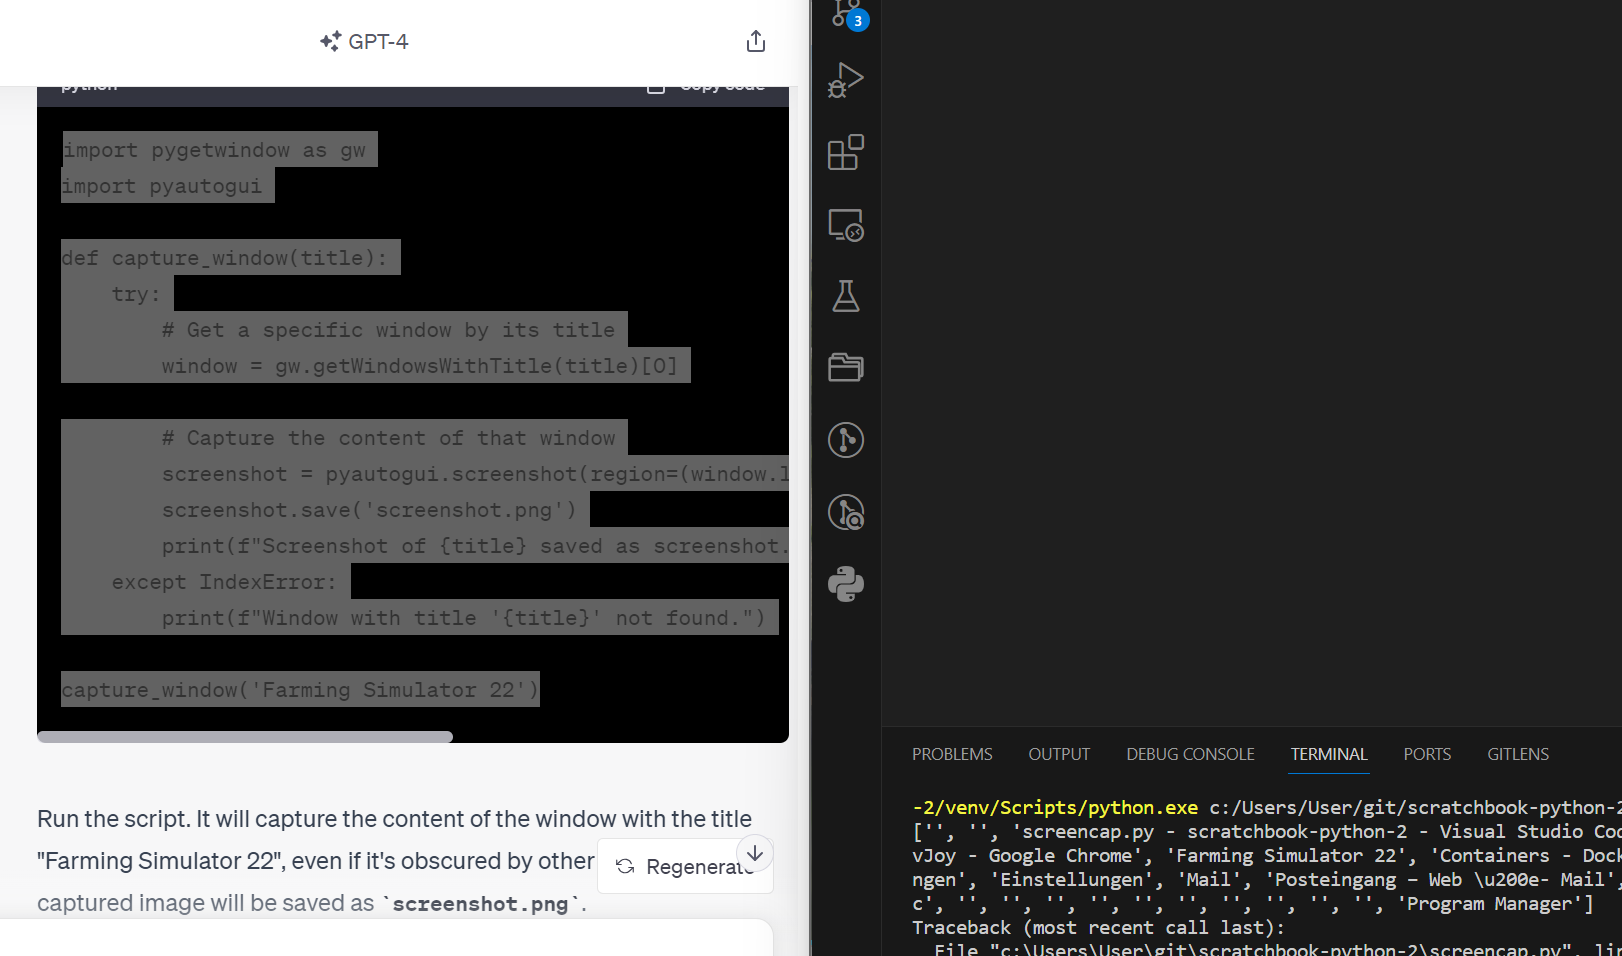 GPT-4
python
Copy code
import pygetwindow as gw
import pyautogui
def capture_window(title):
try:
# Get a specific window by its title
window = gw.getWindowsWithTitle(title)[0]
# Capture the content of that window
screenshot = pyautogui.screenshot(region=(window.l
screenshot.save('screenshot.png')
print(f"Screenshot of {title} saved as screenshot.
except IndexError:
print(f"Window with title '{title}' not found.")
capture_window('Farming Simulator 22')
Run the script. It will capture the content of the window with the title
"Farming Simulator 22", even if it's obscured by other
captured image will be saved as `screenshot.png`.
Regenerate
3
PROBLEMS OUTPUT DEBUG CONSOLE TERMINAL PORTS GITLENS
-2/venv/Scripts/python.exe c:/Users/User/git/scratchbook-python-2
['', '', 'screencap.py - scratchbook-python-2 - Visual Studio Cod
vJoy - Google Chrome', 'Farming Simulator 22', 'Containers - Dock
ngen', 'Einstellungen', 'Mail', 'Posteingang – Web \u200e- Mail',
c', '', '', '', '', '', '', '', '', '', '', 'Program Manager']
Traceback (most recent call last):
File "c:\Users\User\git\scratchbook-python-2\screencap.py", lin